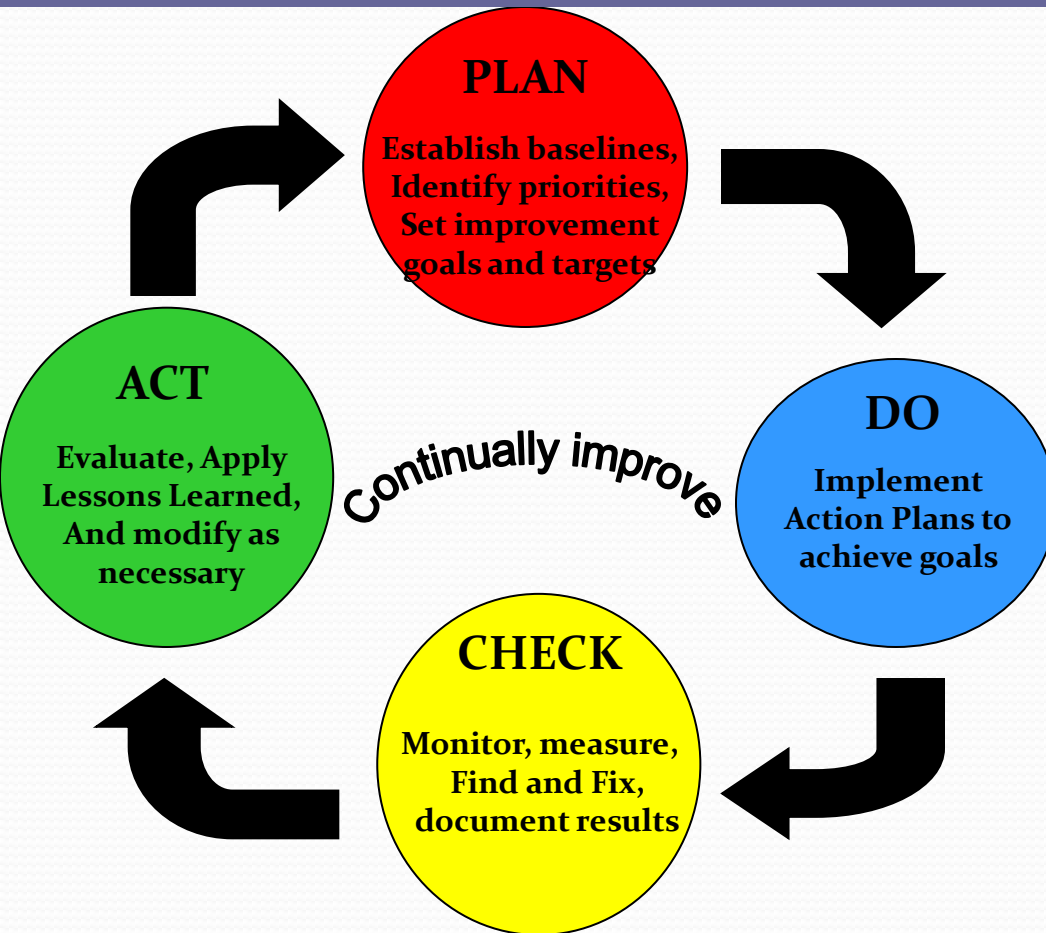 PLAN
Establish baselines,
Identify priorities,
Set improvement
goals and targets
DO
Implement
Action Plans to
achieve goals
CHECK
Monitor, measure,
Find and Fix,
document results
ACT
Evaluate, Apply
Lessons Learned,
And modify as
necessary
Continually improve